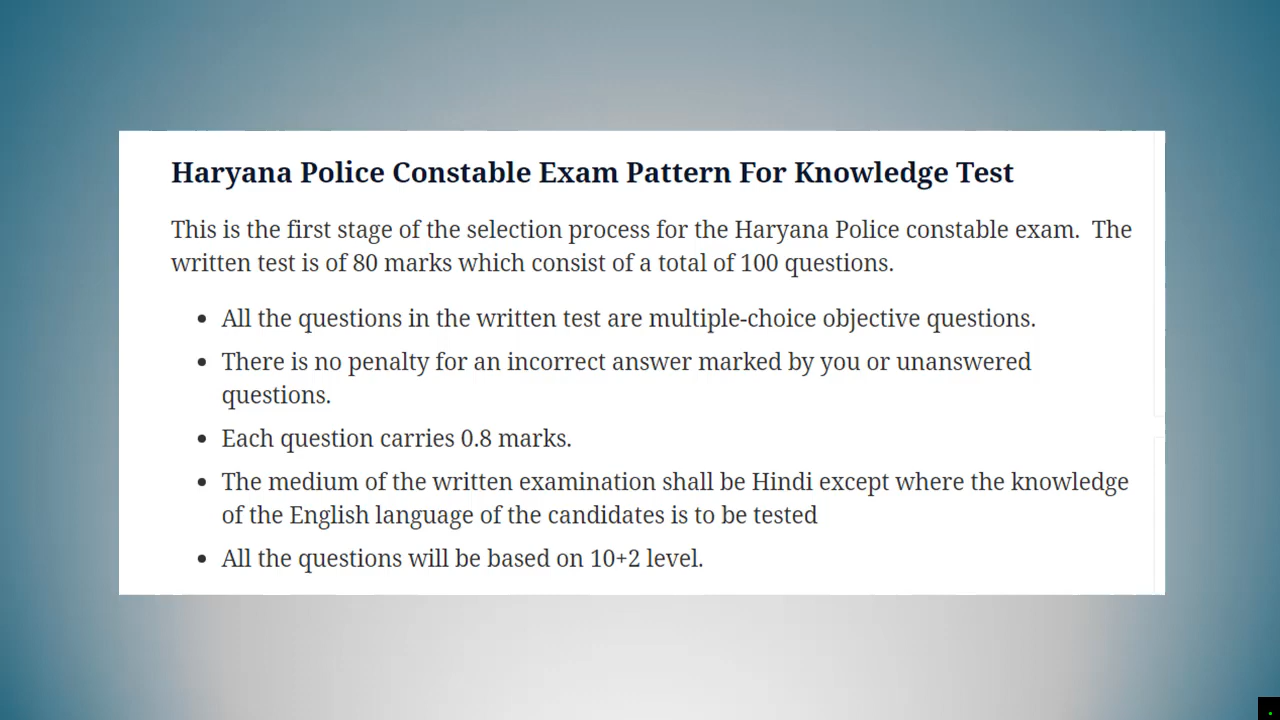 Haryana Police Constable Exam Pattern For Knowledge Test
This is the first stage of the selection process for the Haryana Police constable exam.  The
written test is of 80 marks which consist of a total of 100 questions.
• All the questions in the written test are multiple-choice objective questions.
• There is no penalty for an incorrect answer marked by you or unanswered
questions.
• Each question carries 0.8 marks.
• The medium of the written examination shall be Hindi except where the knowledge
of the English language of the candidates is to be tested
• All the questions will be based on 10+2 level.